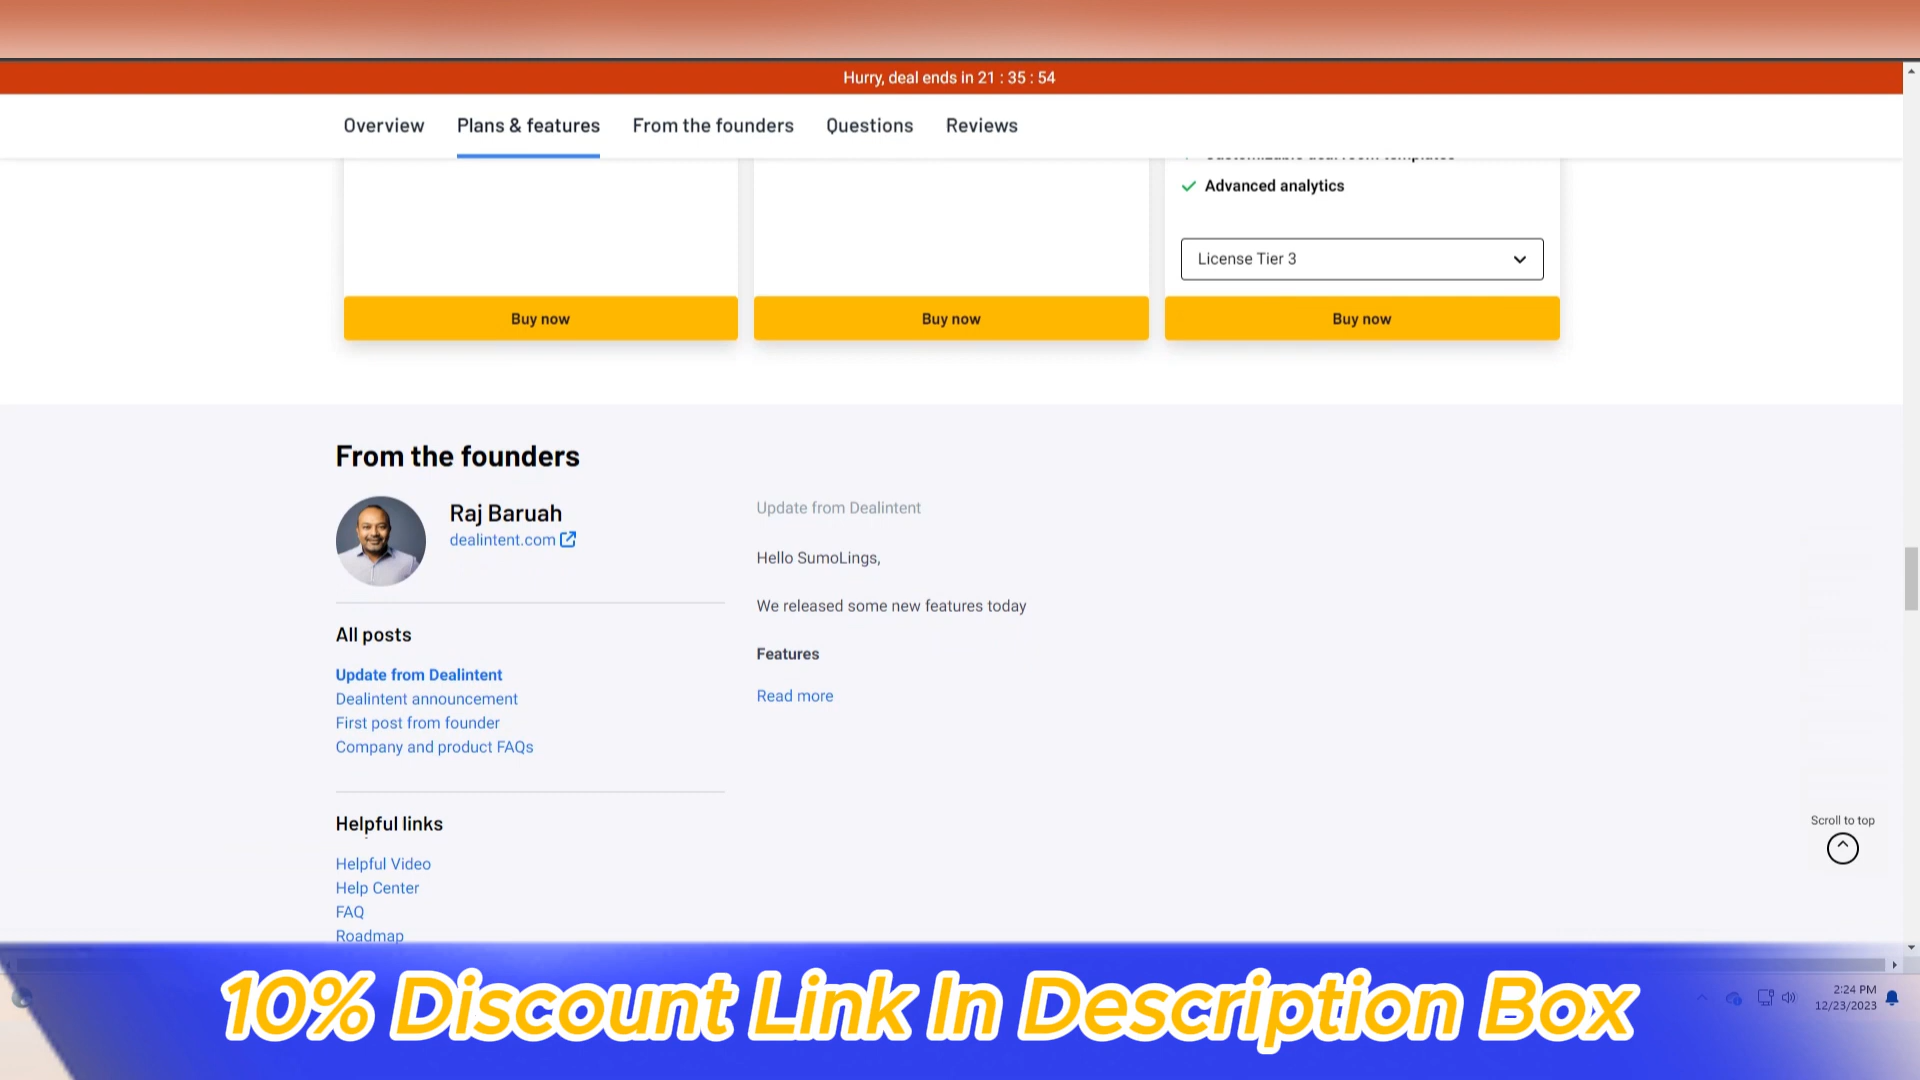 Hurry, deal ends in 21 : 35 : 54
Overview Plans & features From the founders Questions Reviews
Advanced analytics
License Tier 3
Buy now Buy now Buy now
From the founders
Raj Baruah
dealintent.com
All posts
Update from Dealintent
Dealintent announcement
First post from founder
Company and product FAQs
Helpful links
Helpful Video
Help Center
FAQ
Roadmap
Update from Dealintent
Hello SumoLings,
We released some new features today
Features
Read more
Scroll to top
10% Discount Link In Description Box
2:24 PM
12/23/2023